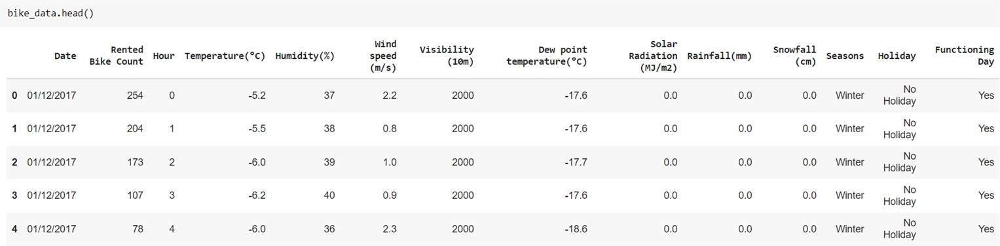 bike_data.head()
Date Rented Bike Count Hour Temperature(°C) Humidity(%) Wind speed (m/s) Visibility (10m) Dew point temperature(°C) Solar Radiation (MJ/m2) Rainfall(mm) Snowfall (cm) Seasons Holiday Functioning Day
0 01/12/2017 254 0 -5.2 37 2.2 2000 -17.6 0.0 0.0 0.0 Winter No Holiday Yes
1 01/12/2017 204 1 -5.5 38 0.8 2000 -17.6 0.0 0.0 0.0 Winter No Holiday Yes
2 01/12/2017 173 2 -6.0 39 1.0 2000 -17.7 0.0 0.0 0.0 Winter No Holiday Yes
3 01/12/2017 107 3 -6.2 40 0.9 2000 -17.6 0.0 0.0 0.0 Winter No Holiday Yes
4 01/12/2017 78 4 -6.0 36 2.3 2000 -18.6 0.0 0.0 0.0 Winter No Holiday Yes